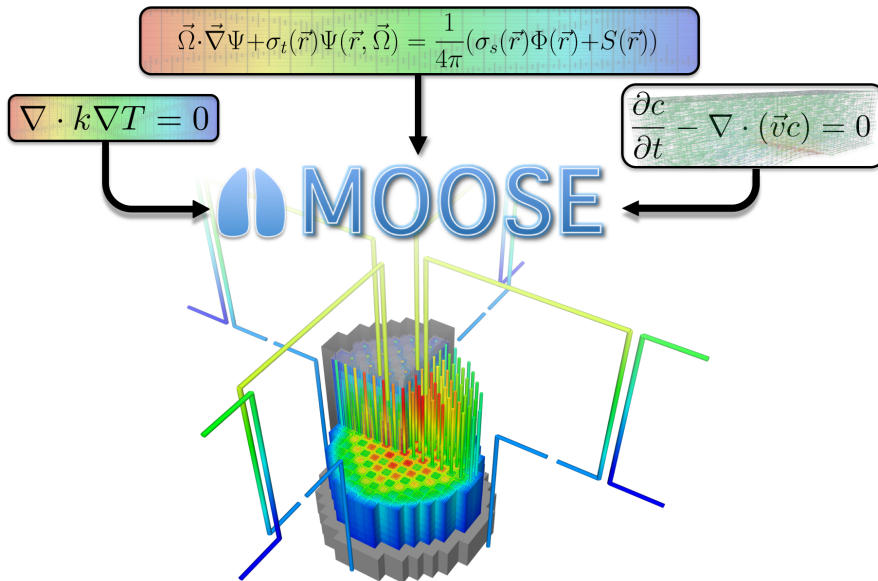 $\vec{\Omega}\cdot\vec{\nabla}\Psi+\sigma_t(\vec{r})\Psi(\vec{r},\vec{\Omega}) = \frac{1}{4\pi}(\sigma_s(\vec{r})\Phi(\vec{r})+S(\vec{r}))$
$\nabla \cdot k\nabla T = 0$
$\frac{\partial c}{\partial t} - \nabla \cdot (\vec{v}c) = 0$
MOOSE